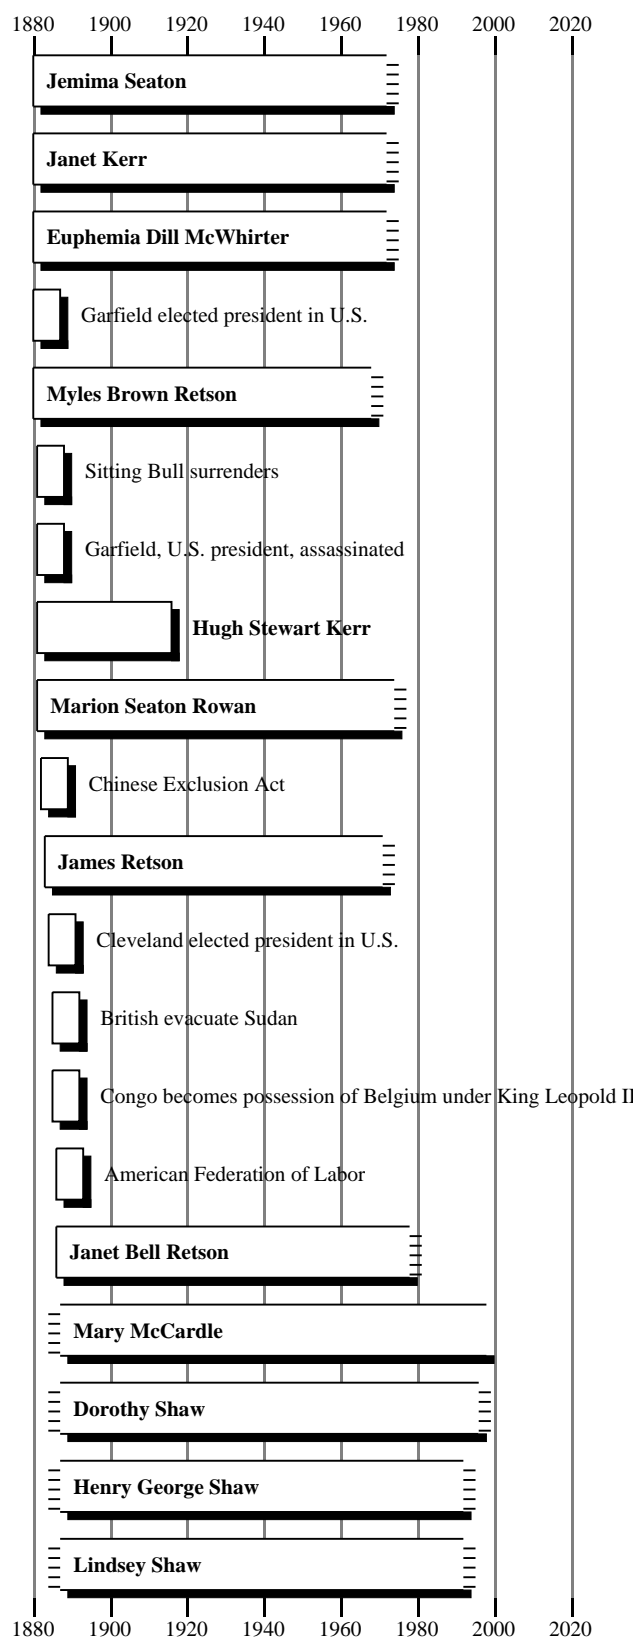 1880 1900 1920 1940 1960 1980 2000 2020
Jemima Seaton
Janet Kerr
Euphemia Dill McWhirter
Garfield elected president in U.S.
Myles Brown Retson
Sitting Bull surrenders
Garfield, U.S. president, assassinated
Hugh Stewart Kerr
Marion Seaton Rowan
Chinese Exclusion Act
James Retson
Cleveland elected president in U.S.
British evacuate Sudan
Congo becomes possession of Belgium under King Leopold II
American Federation of Labor
Janet Bell Retson
Mary McCardle
Dorothy Shaw
Henry George Shaw
Lindsey Shaw
1880 1900 1920 1940 1960 1980 2000 2020